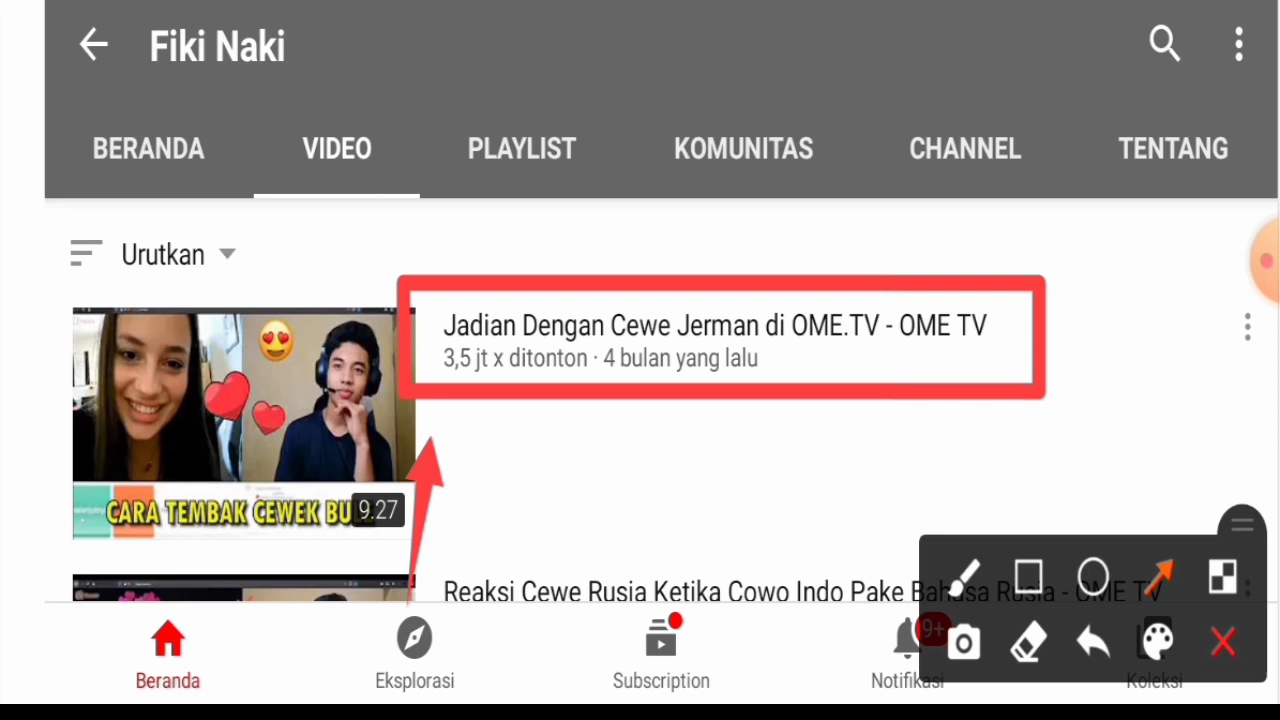 Fiki Naki
BERANDA VIDEO PLAYLIST KOMUNITAS CHANNEL TENTANG
Urutkan
Jadian Dengan Cewe Jerman di OME.TV - OME TV
3,5 jt x ditonton · 4 bulan yang lalu
CARA TEMBAK CEWEK
9.27
Reaksi Cewe Rusia Ketika Cowo Indo Pake Bahasa Rusia - OME TV
9+
Beranda Eksplorasi Subscription Notifikasi Koleksi